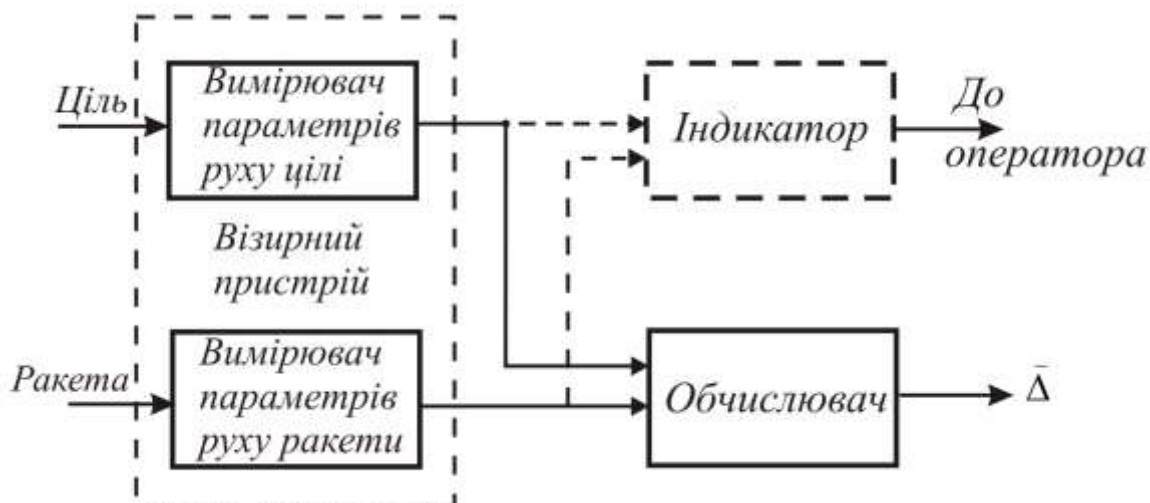 Ціль
Вимірювач
параметрів
руху цілі
Індикатор
До
оператора
Візирний
пристрій
Ракета
Вимірювач
параметрів
руху ракети
Обчислювач
Δ̄